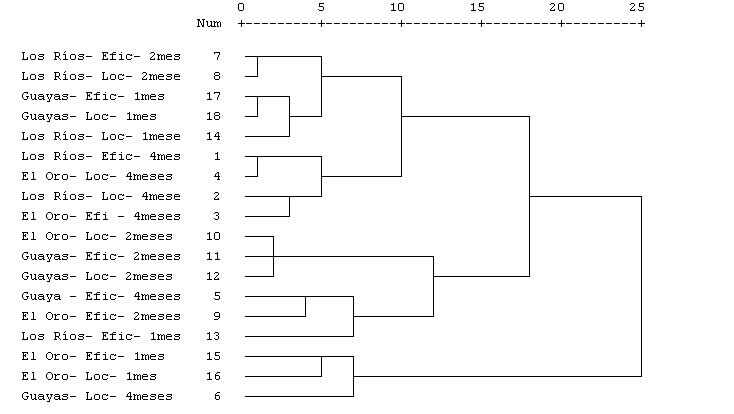 0 5 10 15 20 25
Num +---------+---------+---------+---------+---------+
Los Ríos- Efic- 2mes 7
Los Ríos- Loc- 2mese 8
Guayas- Efic- 1mes 17
Guayas- Loc- 1mes 18
Los Ríos- Loc- 1mese 14
Los Ríos- Efic- 4mes 1
El Oro- Loc- 4meses 4
Los Ríos- Loc- 4mese 2
El Oro- Efi - 4meses 3
El Oro- Loc- 2meses 10
Guayas- Efic- 2meses 11
Guayas- Loc- 2meses 12
Guaya - Efic- 4meses 5
El Oro- Efic- 2meses 9
Los Ríos- Efic- 1mes 13
El Oro- Efic- 1mes 15
El Oro- Loc- 1mes 16
Guayas- Loc- 4meses 6